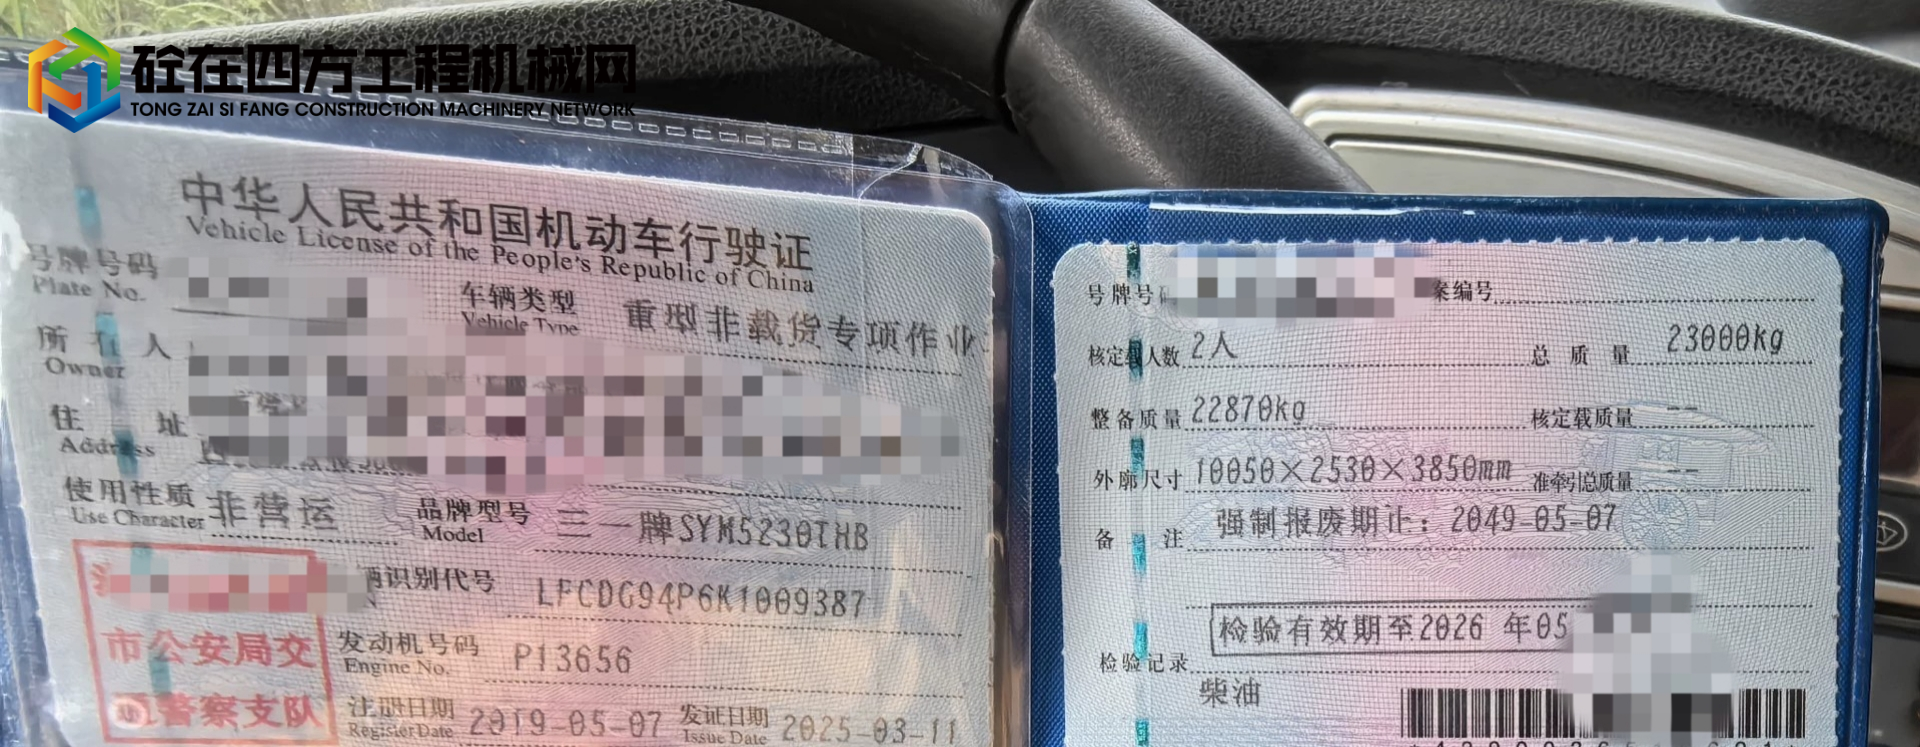 砼在四方工程机械网
TONG ZAI SI FANG CONSTRUCTION MACHINERY NETWORK
中华人民共和国机动车行驶证
Vehicle License of the People's Republic of China
号牌号码
Plate No.
车辆类型 重型非载货专项作业
Vehicle Type
所有人
Owner
住址
Address
使用性质 非营运
Use Character
品牌型号 三一牌SYM5230THB
Model
辆识别代号 LFCDG94P6K1009387
市公安局交
通警察支队
发动机号码 P13656
Engine No.
注册日期 2019-05-07
Register Date
发证日期 2025-03-11
Issue Date
号牌号码
案编号
核定载人数 2人
总质量 23000kg
整备质量 22870kg
核定载质量 --
外廓尺寸 10050×2530×3850mm
准牵引总质量 --
备注 强制报废期止：2049-05-07
检验有效期至2026 年05
检验记录
柴油